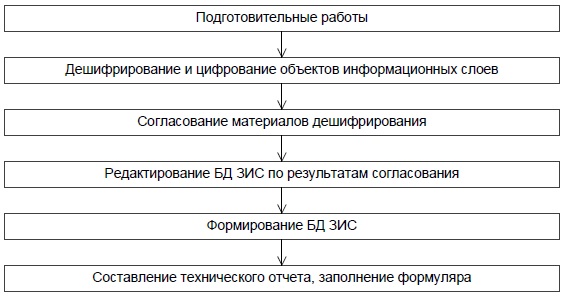 Подготовительные работы
Дешифрирование и цифрование объектов информационных слоев
Согласование материалов дешифрирования
Редактирование БД ЗИС по результатам согласования
Формирование БД ЗИС
Составление технического отчета, заполнение формуляра